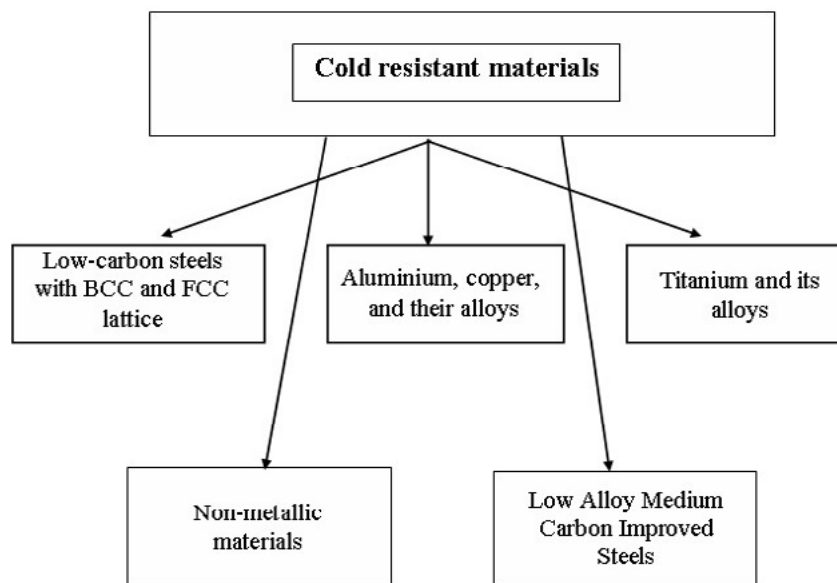 Cold resistant materials
Low-carbon steels
with BCC and FCC
lattice
Aluminium, copper,
and their alloys
Titanium and its
alloys
Non-metallic
materials
Low Alloy Medium
Carbon Improved
Steels